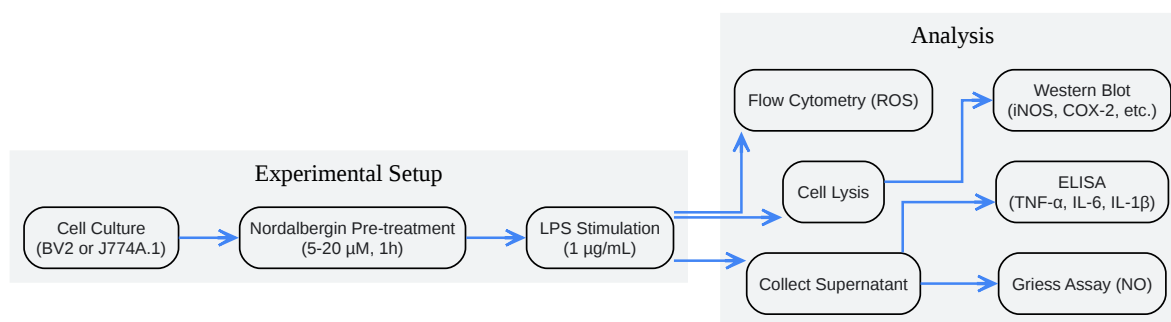 Experimental Setup
Cell Culture
(BV2 or J774A.1)
Nordalbergin Pre-treatment
(5-20 µM, 1h)
LPS Stimulation
(1 µg/mL)
Analysis
Flow Cytometry (ROS)
Western Blot
(iNOS, COX-2, etc.)
Cell Lysis
ELISA
(TNF-α, IL-6, IL-1β)
Collect Supernatant
Griess Assay (NO)